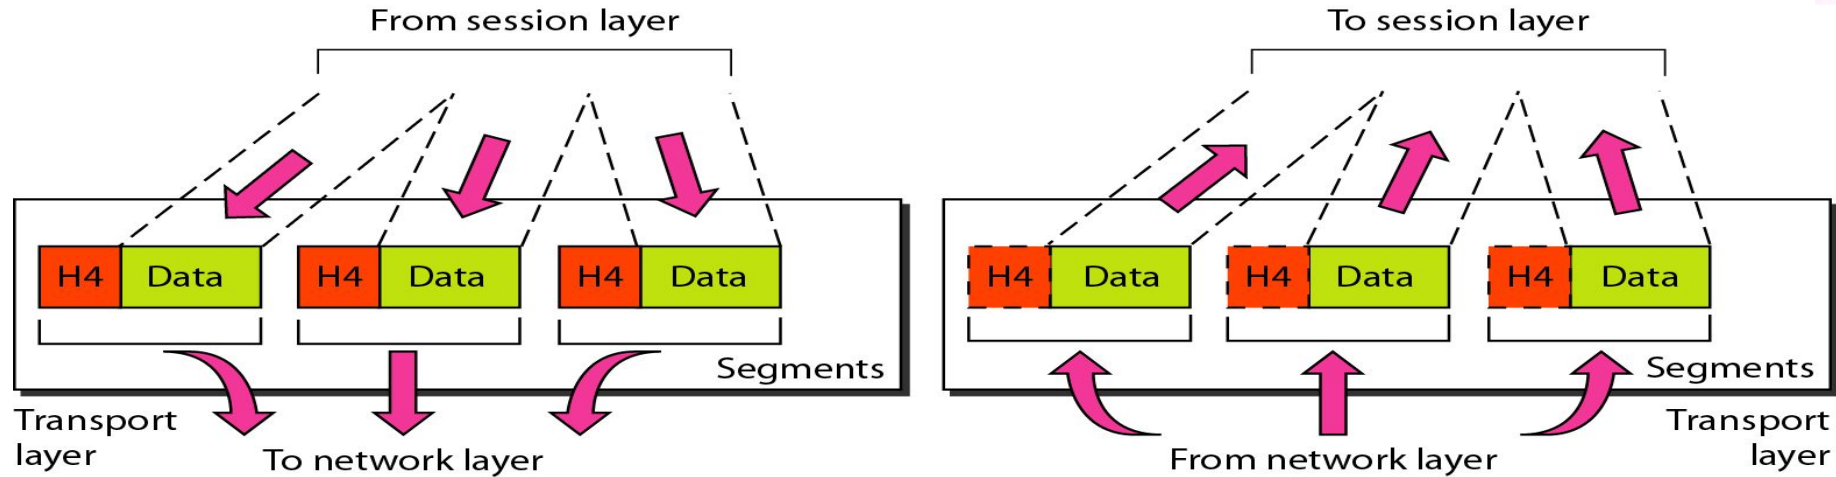 From session layer
H4 Data H4 Data H4 Data
Segments
Transport
layer
To network layer
To session layer
H4 Data H4 Data H4 Data
Segments
Transport
layer
From network layer